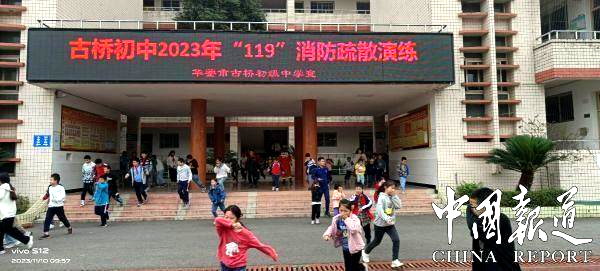 古桥初中2023年“119”消防疏散演练
华蓥市古桥初级中学宣
中国报道
CHINA REPORT
vivo S12
2023/11/10 09:57